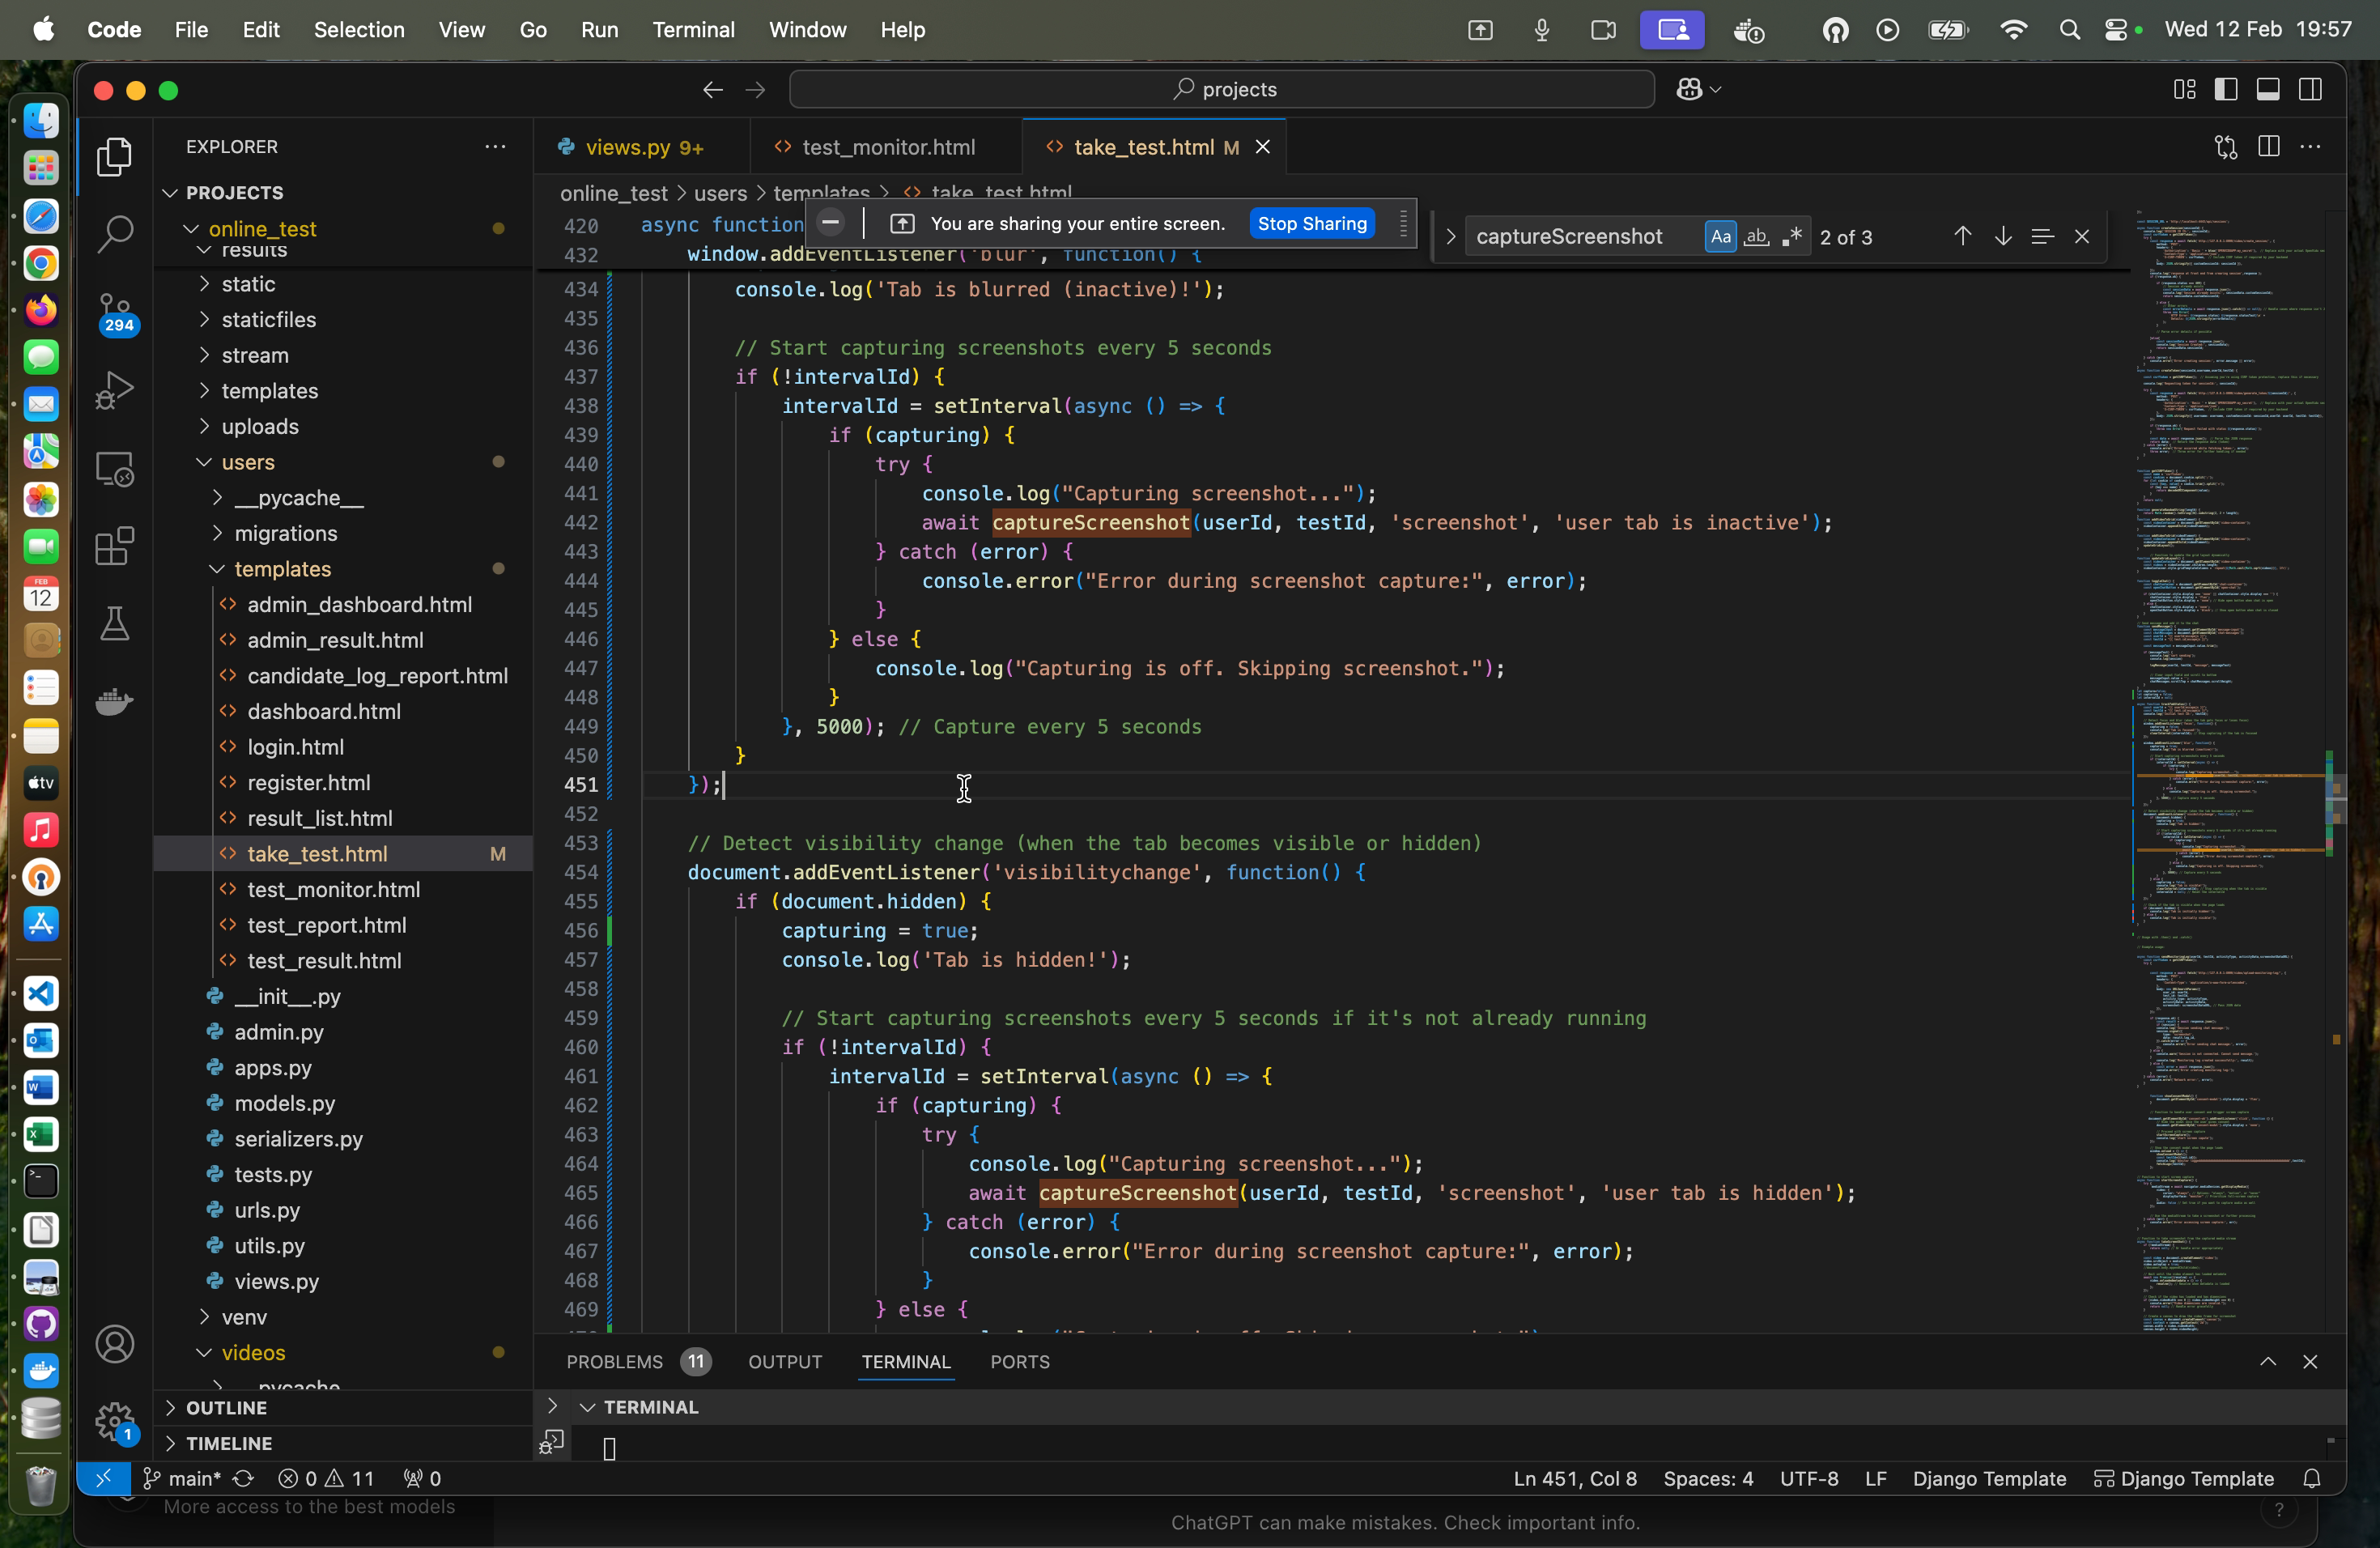 Code File Edit Selection View Go Run Terminal Window Help Wed 12 Feb 19:57
projects
EXPLORER
views.py 9+ test_monitor.html take_test.html M
PROJECTS
online_test > users > templates > take_test.html
You are sharing your entire screen. Stop Sharing
captureScreenshot Aa ab 2 of 3
online_test
results
static
staticfiles
stream
templates
uploads
users
__pycache__
migrations
templates
admin_dashboard.html
admin_result.html
candidate_log_report.html
dashboard.html
login.html
register.html
result_list.html
take_test.html M
test_monitor.html
test_report.html
test_result.html
__init__.py
admin.py
apps.py
models.py
serializers.py
tests.py
urls.py
utils.py
views.py
venv
videos
pycache
OUTLINE
TIMELINE
294
1
FEB
12
tv
420 async function
432 window.addEventListener('blur', function() {
434 console.log('Tab is blurred (inactive)!');
435
436 // Start capturing screenshots every 5 seconds
437 if (!intervalId) {
438 intervalId = setInterval(async () => {
439 if (capturing) {
440 try {
441 console.log("Capturing screenshot...");
442 await captureScreenshot(userId, testId, 'screenshot', 'user tab is inactive');
443 } catch (error) {
444 console.error("Error during screenshot capture:", error);
445 }
446 } else {
447 console.log("Capturing is off. Skipping screenshot.");
448 }
449 }, 5000); // Capture every 5 seconds
450 }
451 });
452
453 // Detect visibility change (when the tab becomes visible or hidden)
454 document.addEventListener('visibilitychange', function() {
455 if (document.hidden) {
456 capturing = true;
457 console.log('Tab is hidden!');
458
459 // Start capturing screenshots every 5 seconds if it's not already running
460 if (!intervalId) {
461 intervalId = setInterval(async () => {
462 if (capturing) {
463 try {
464 console.log("Capturing screenshot...");
465 await captureScreenshot(userId, testId, 'screenshot', 'user tab is hidden');
466 } catch (error) {
467 console.error("Error during screenshot capture:", error);
468 }
469 } else {
PROBLEMS 11 OUTPUT TERMINAL PORTS
TERMINAL
main* 0 11 0 Ln 451, Col 8 Spaces: 4 UTF-8 LF Django Template Django Template
More access to the best models
ChatGPT can make mistakes. Check important info.
?